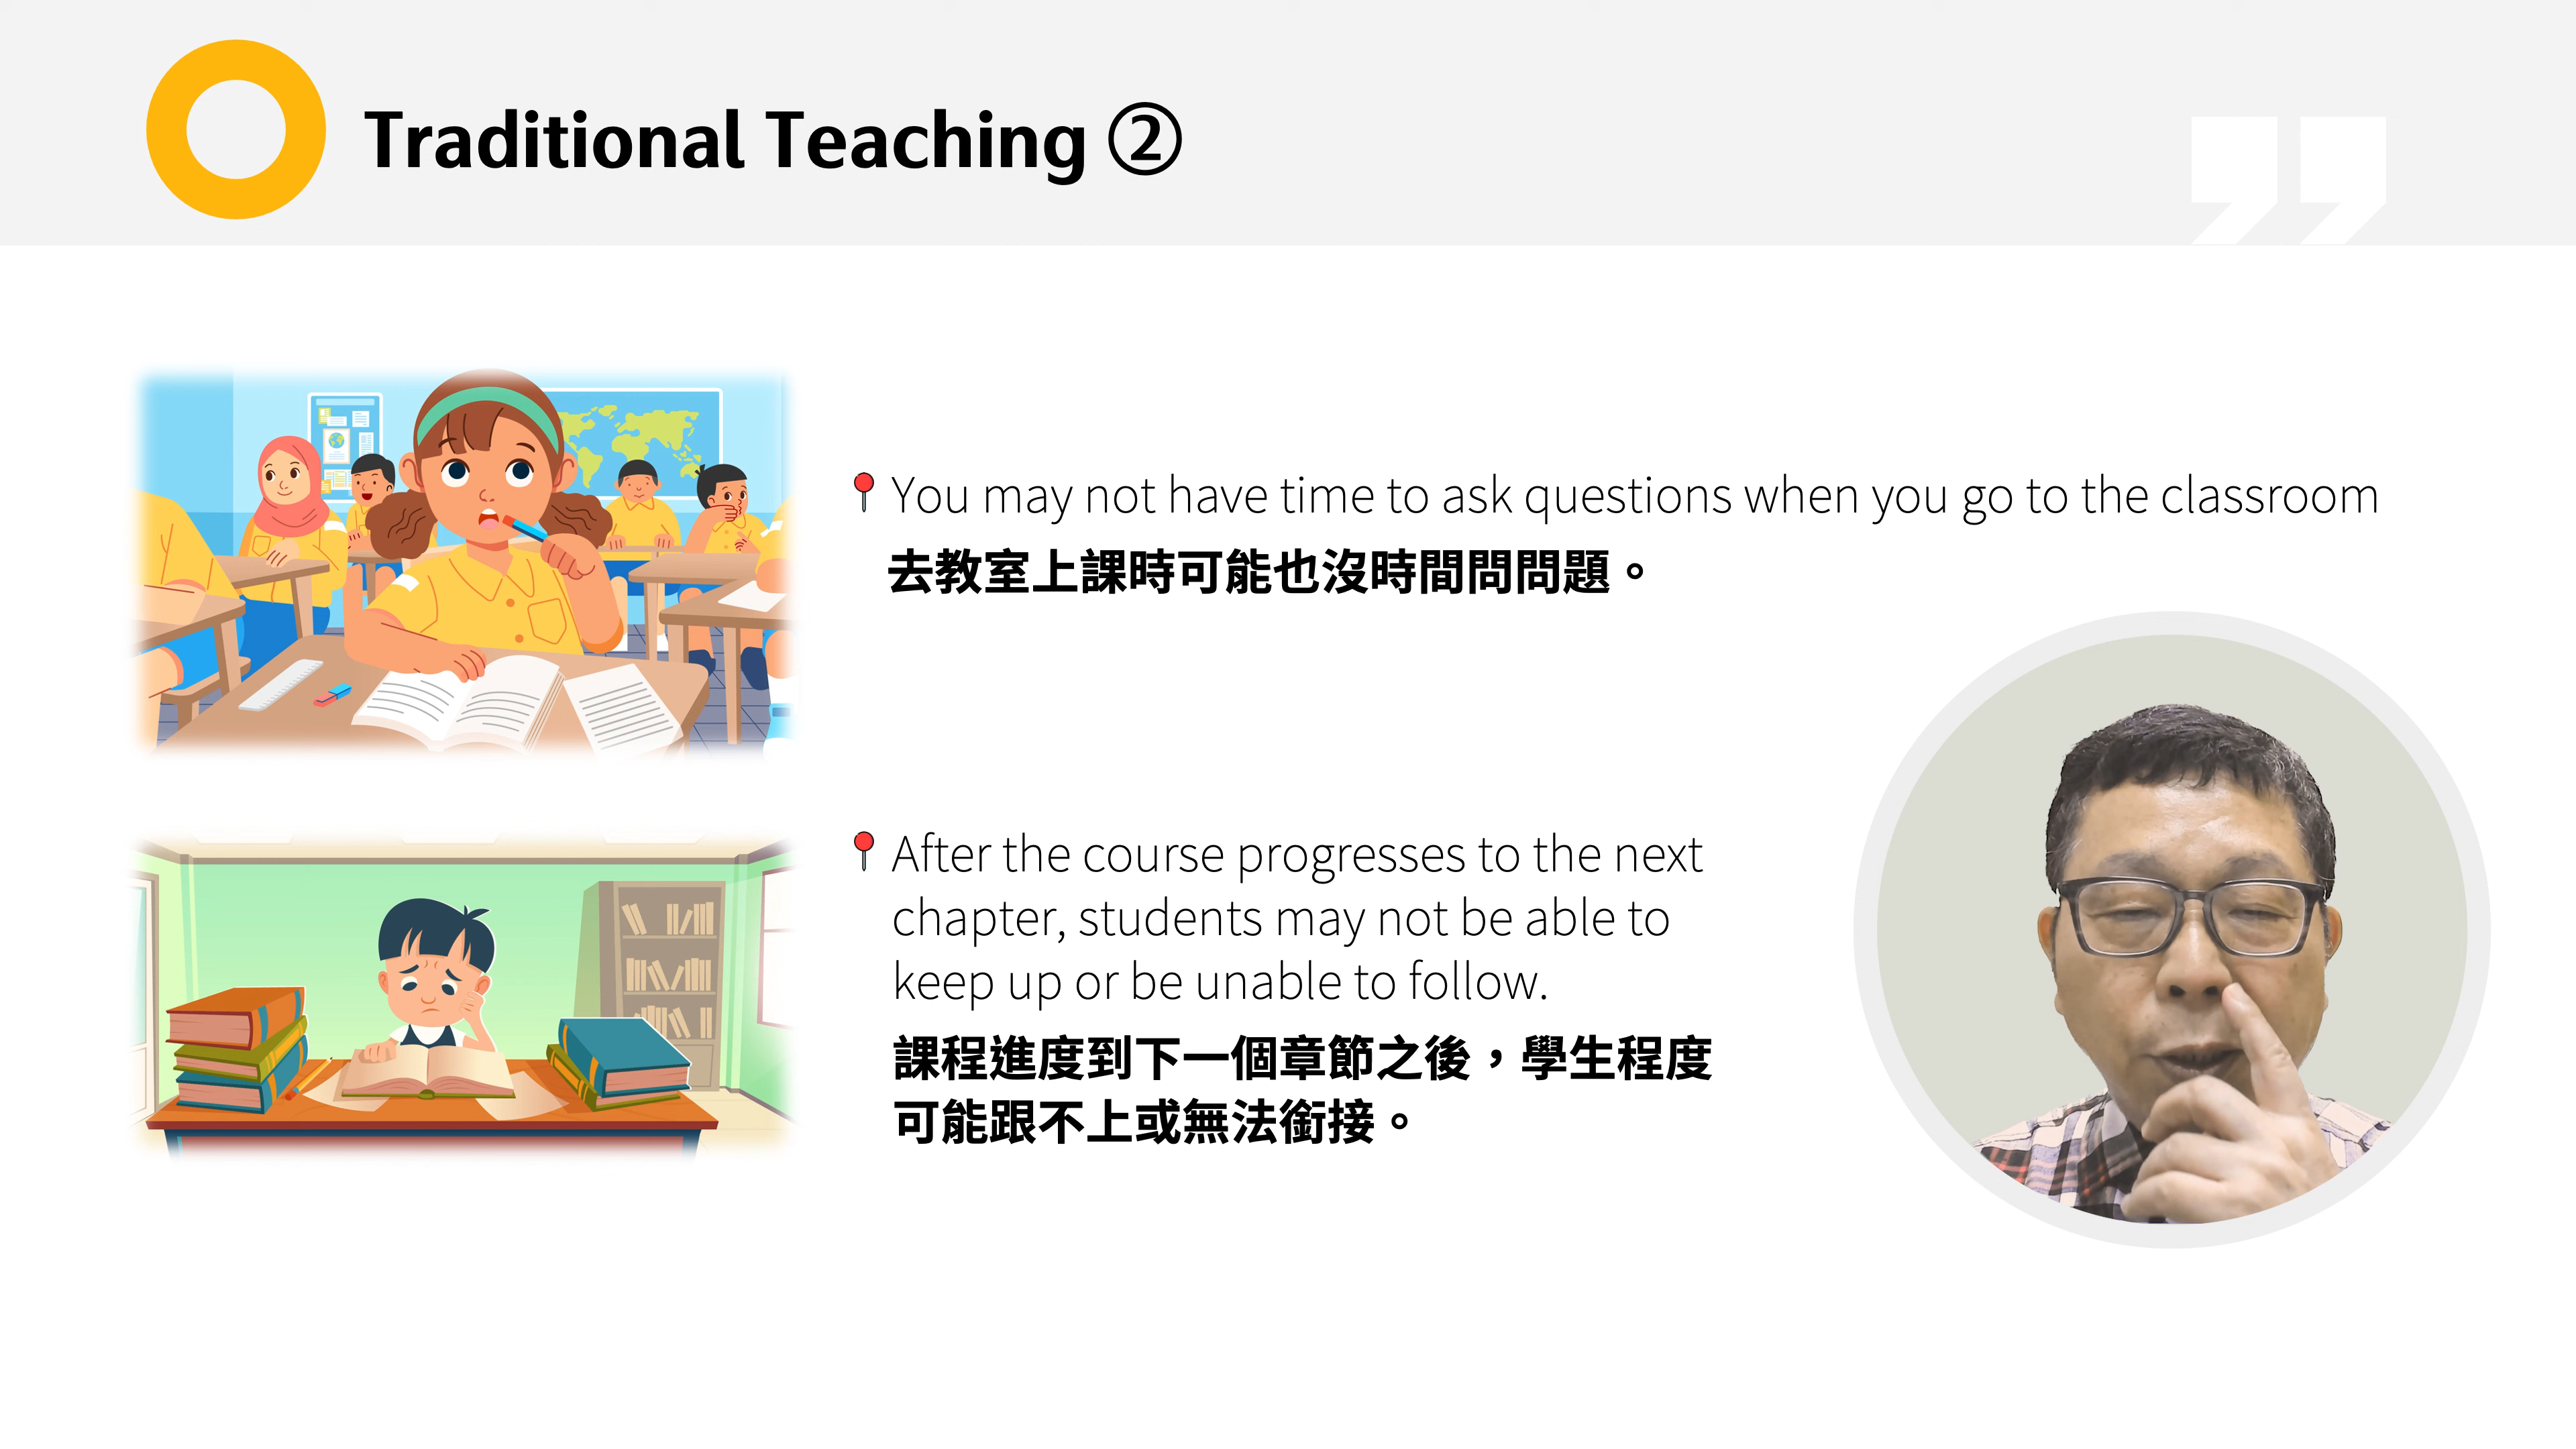 Traditional Teaching ②
You may not have time to ask questions when you go to the classroom
去教室上課時可能也沒時間問問題。
After the course progresses to the next
chapter, students may not be able to
keep up or be unable to follow.
課程進度到下一個章節之後，學生程度
可能跟不上或無法銜接。